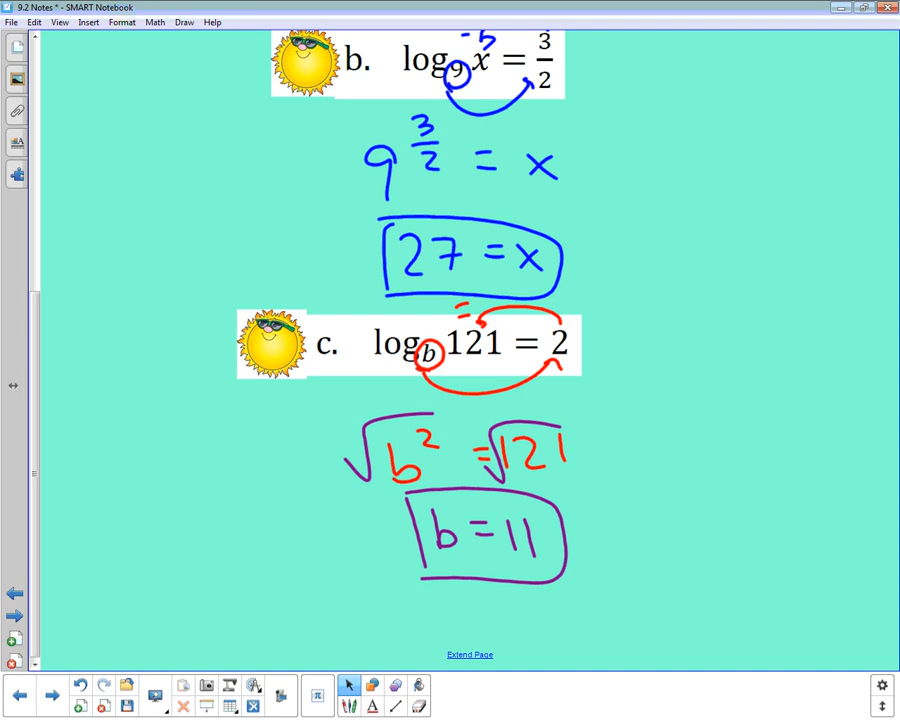 9.2 Notes * - SMART Notebook
File Edit View Insert Format Math Draw Help
b. log₉ x = 3/2
9^(3/2) = x
27 = x
=
c. log_b 121 = 2
√b² = √121
b = 11
Extend Page
π
A